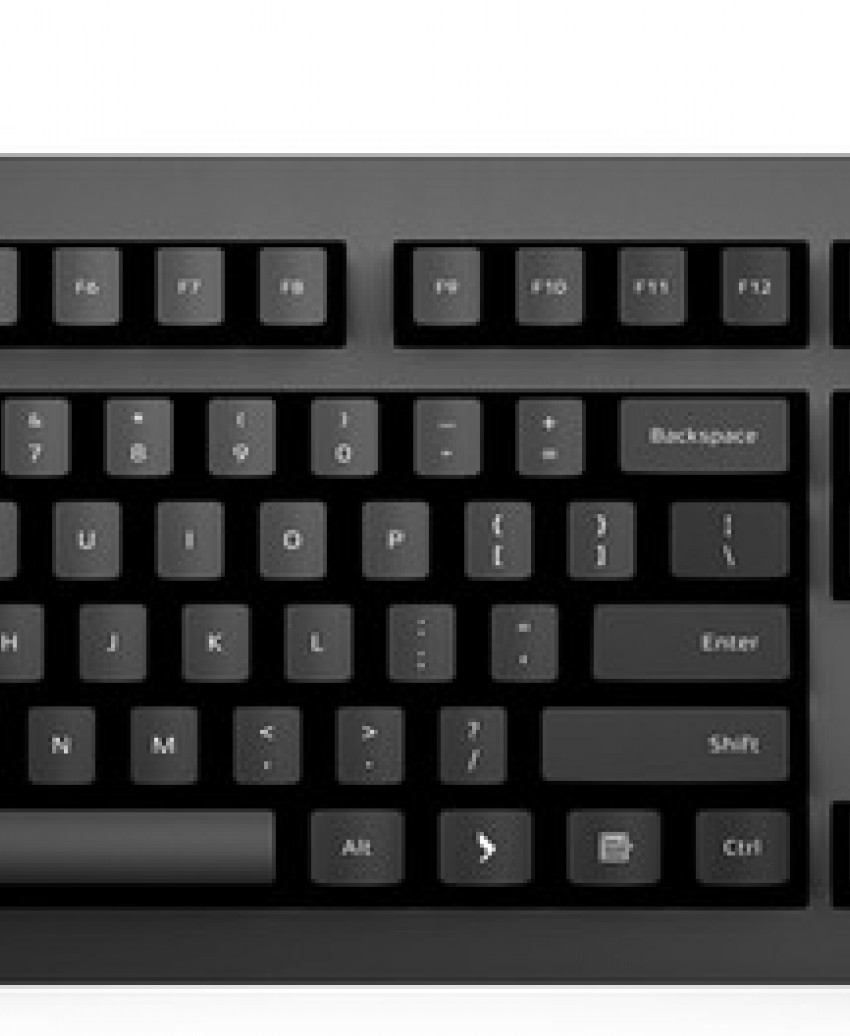 F6 F7 F8 F9 F10 F11 F12
& * ( ) _ +
7 8 9 0 - = Backspace
U I O P { } |
[ ] \
H J K L : "
; ' Enter
N M < > ?
, . / Shift
Alt Ctrl